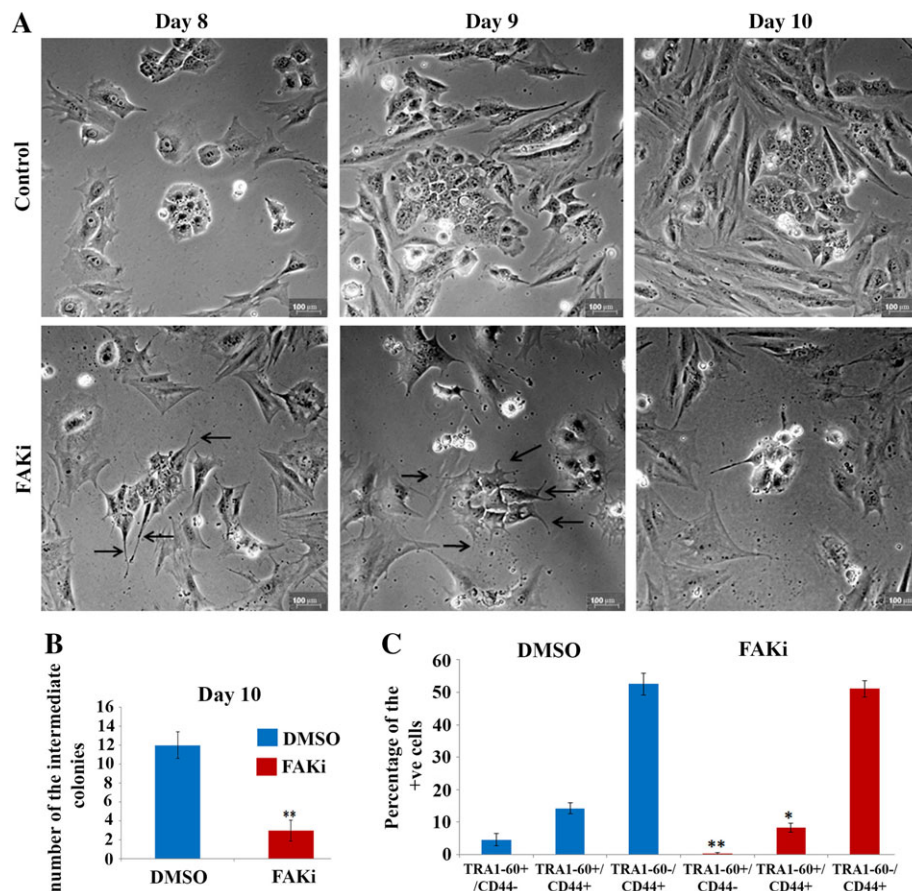 A
Day 8
Day 9
Day 10
Control
100 µm
100 µm
100 µm
FAKi
100 µm
100 µm
100 µm
B
Day 10
number of the intermediate
colonies
16
14
12
10
8
6
4
2
0
DMSO
FAKi
**
DMSO
FAKi
C
DMSO
FAKi
Percentage of the
+ve cells
60
50
40
30
20
10
0
**
*
TRA1-60+
/CD44-
TRA1-60+/
CD44+
TRA1-60-/
CD44+
TRA1-60+/
CD44-
TRA1-60+/
CD44+
TRA1-60-/
CD44+